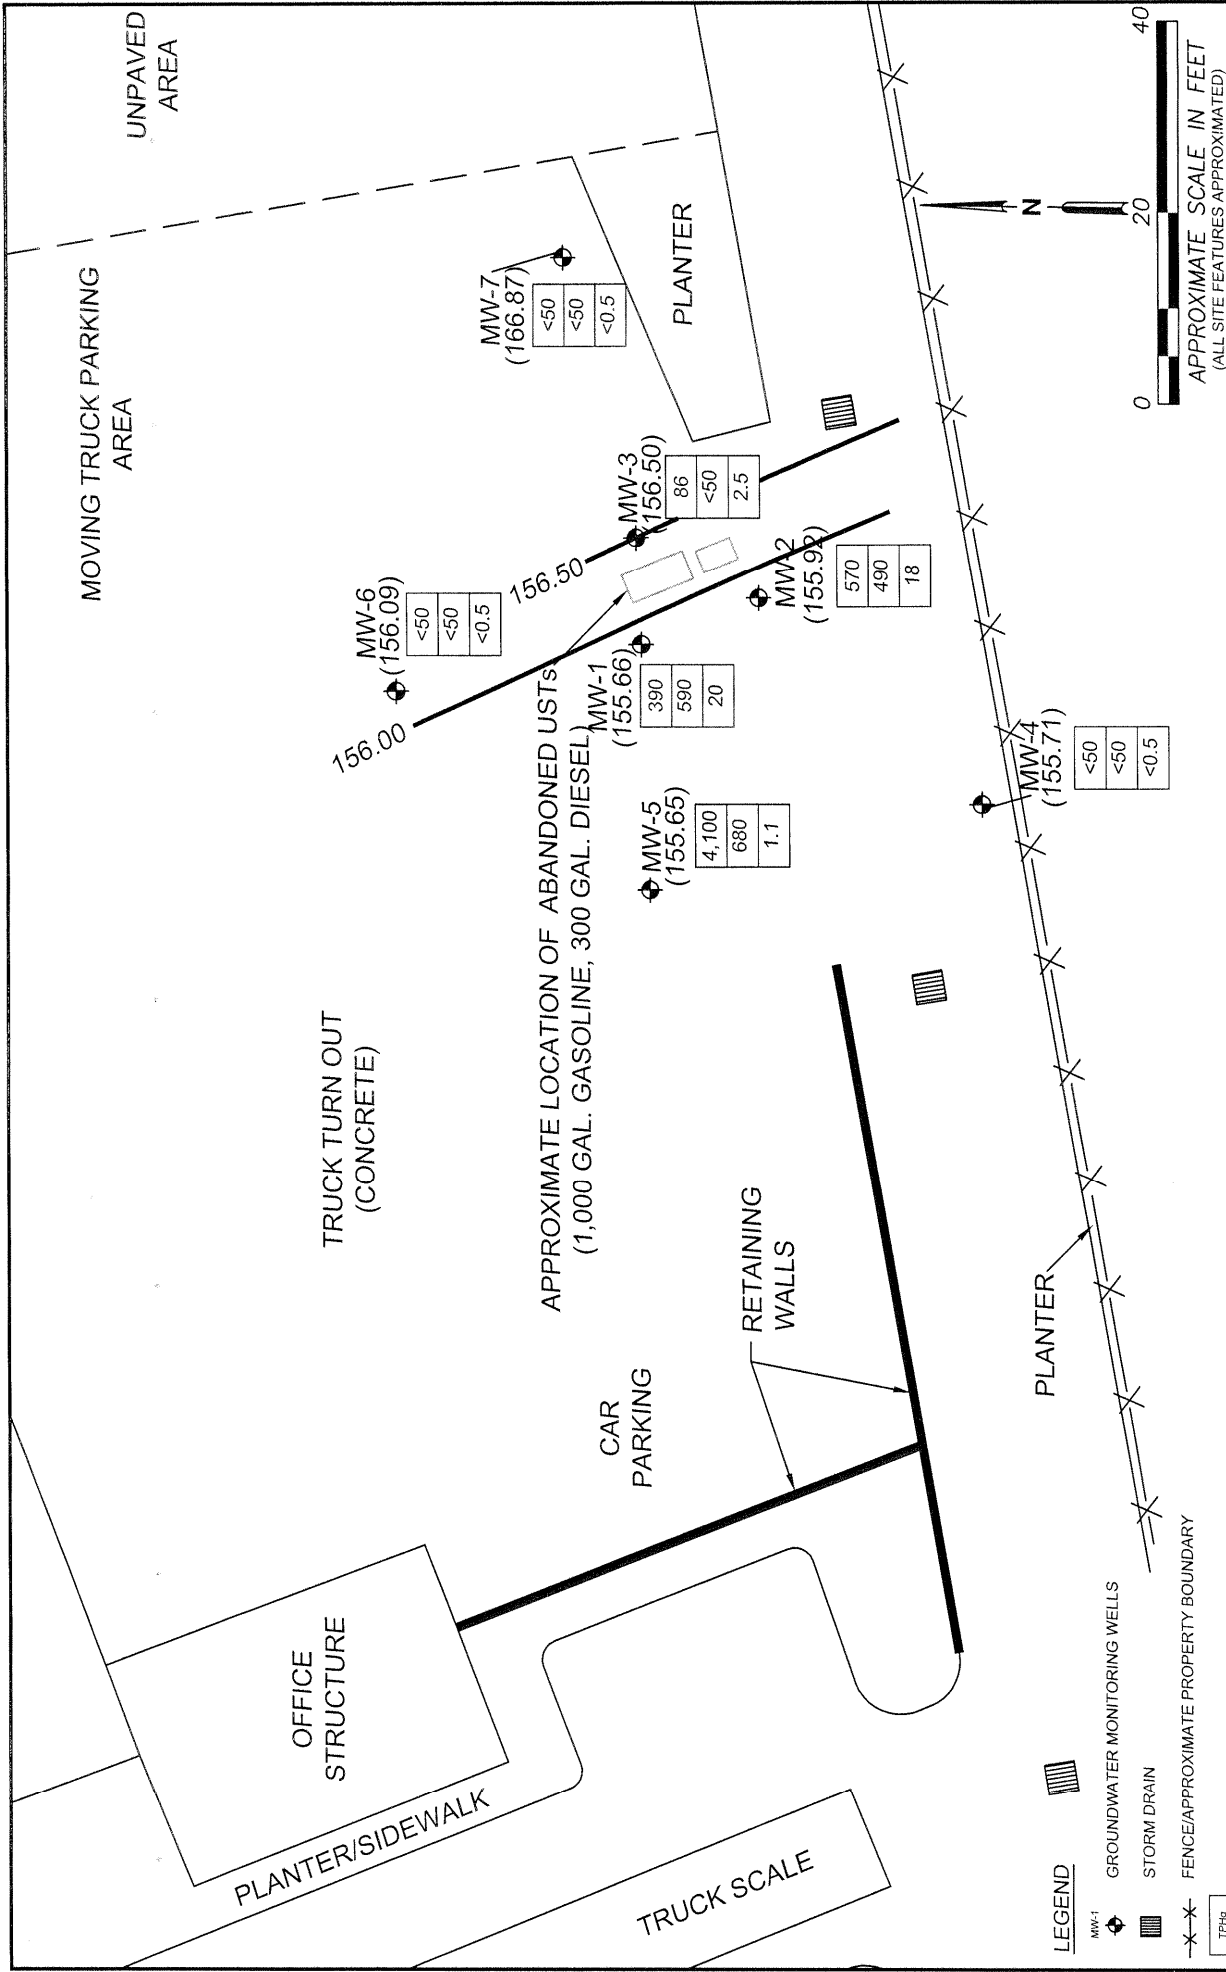 UNPAVED
AREA
MOVING TRUCK PARKING
AREA
MW-7
(166.87)
<50
<50
<0.5
PLANTER
MW-6
(156.09)
<50
<50
<0.5
156.50
MW-3
(156.50)
86
<50
2.5
156.00
MW-2
(155.92)
570
490
18
MW-1
(155.66)
390
590
20
MW-5
(155.65)
4,100
680
1.1
MW-4
(155.71)
<50
<50
<0.5
APPROXIMATE LOCATION OF ABANDONED USTs
(1,000 GAL. GASOLINE, 300 GAL. DIESEL)
TRUCK TURN OUT
(CONCRETE)
RETAINING
WALLS
CAR
PARKING
PLANTER
OFFICE
STRUCTURE
PLANTER/SIDEWALK
TRUCK SCALE
N
0
20
40
APPROXIMATE SCALE IN FEET
(ALL SITE FEATURES APPROXIMATED)
LEGEND
MW-1
GROUNDWATER MONITORING WELLS
STORM DRAIN
FENCE/APPROXIMATE PROPERTY BOUNDARY
TPHg